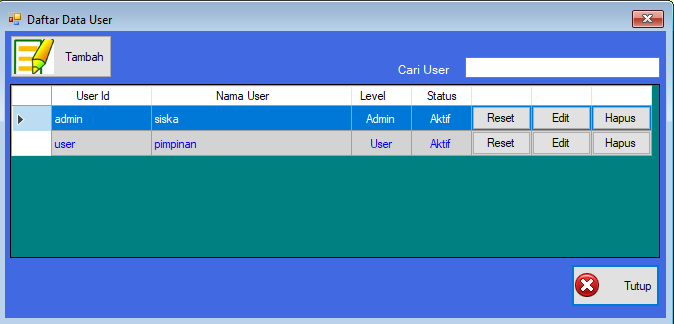 Daftar Data User
Tambah
Cari User
User Id Nama User Level Status
admin siska Admin Aktif Reset Edit Hapus
user pimpinan User Aktif Reset Edit Hapus
Tutup